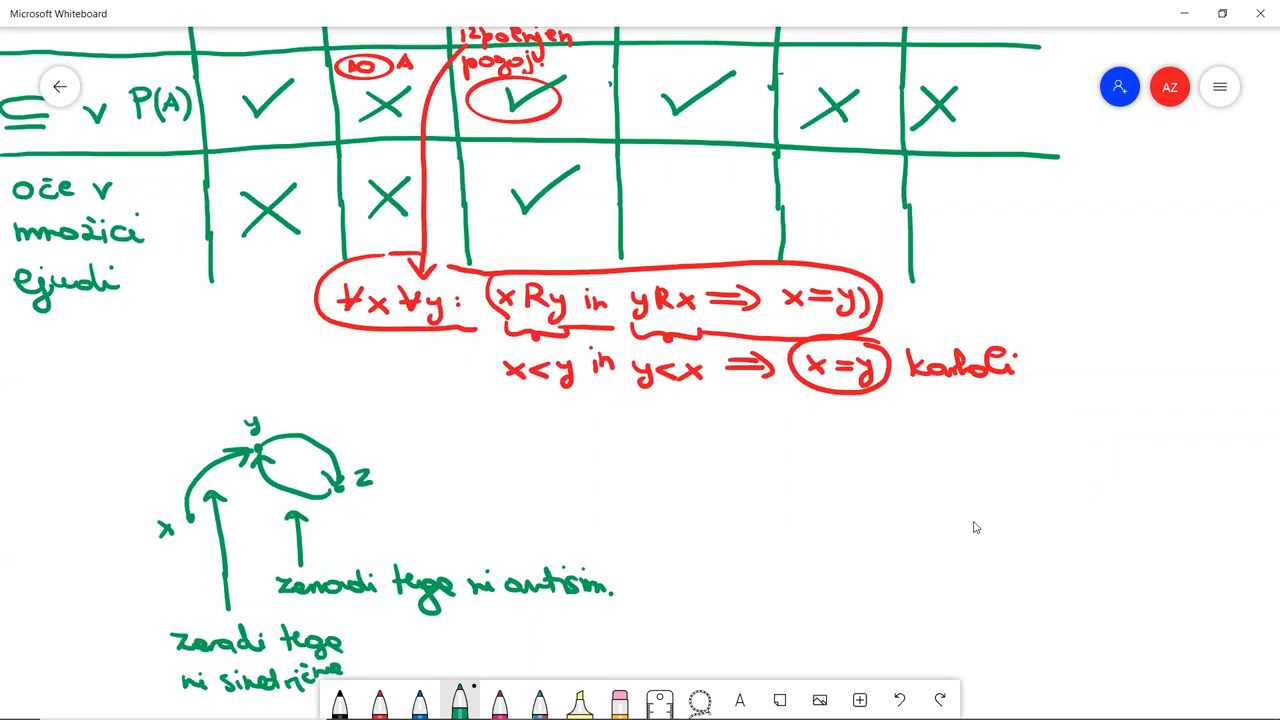 Microsoft Whiteboard
izpolnjen
pogoj!
A
⊆ v P(A) ✓ ✗ ✓ ✓ ✗ ✗
AZ
oče v
množici
ljudi
✗ ✗ ✓
∀x ∀y: (xRy in yRx ⟹ x=y)
x<y in y<x ⟹ x=y karkoli
y
z
x
zaradi tega ni antisim.
zaradi tega
ni simetrična
A